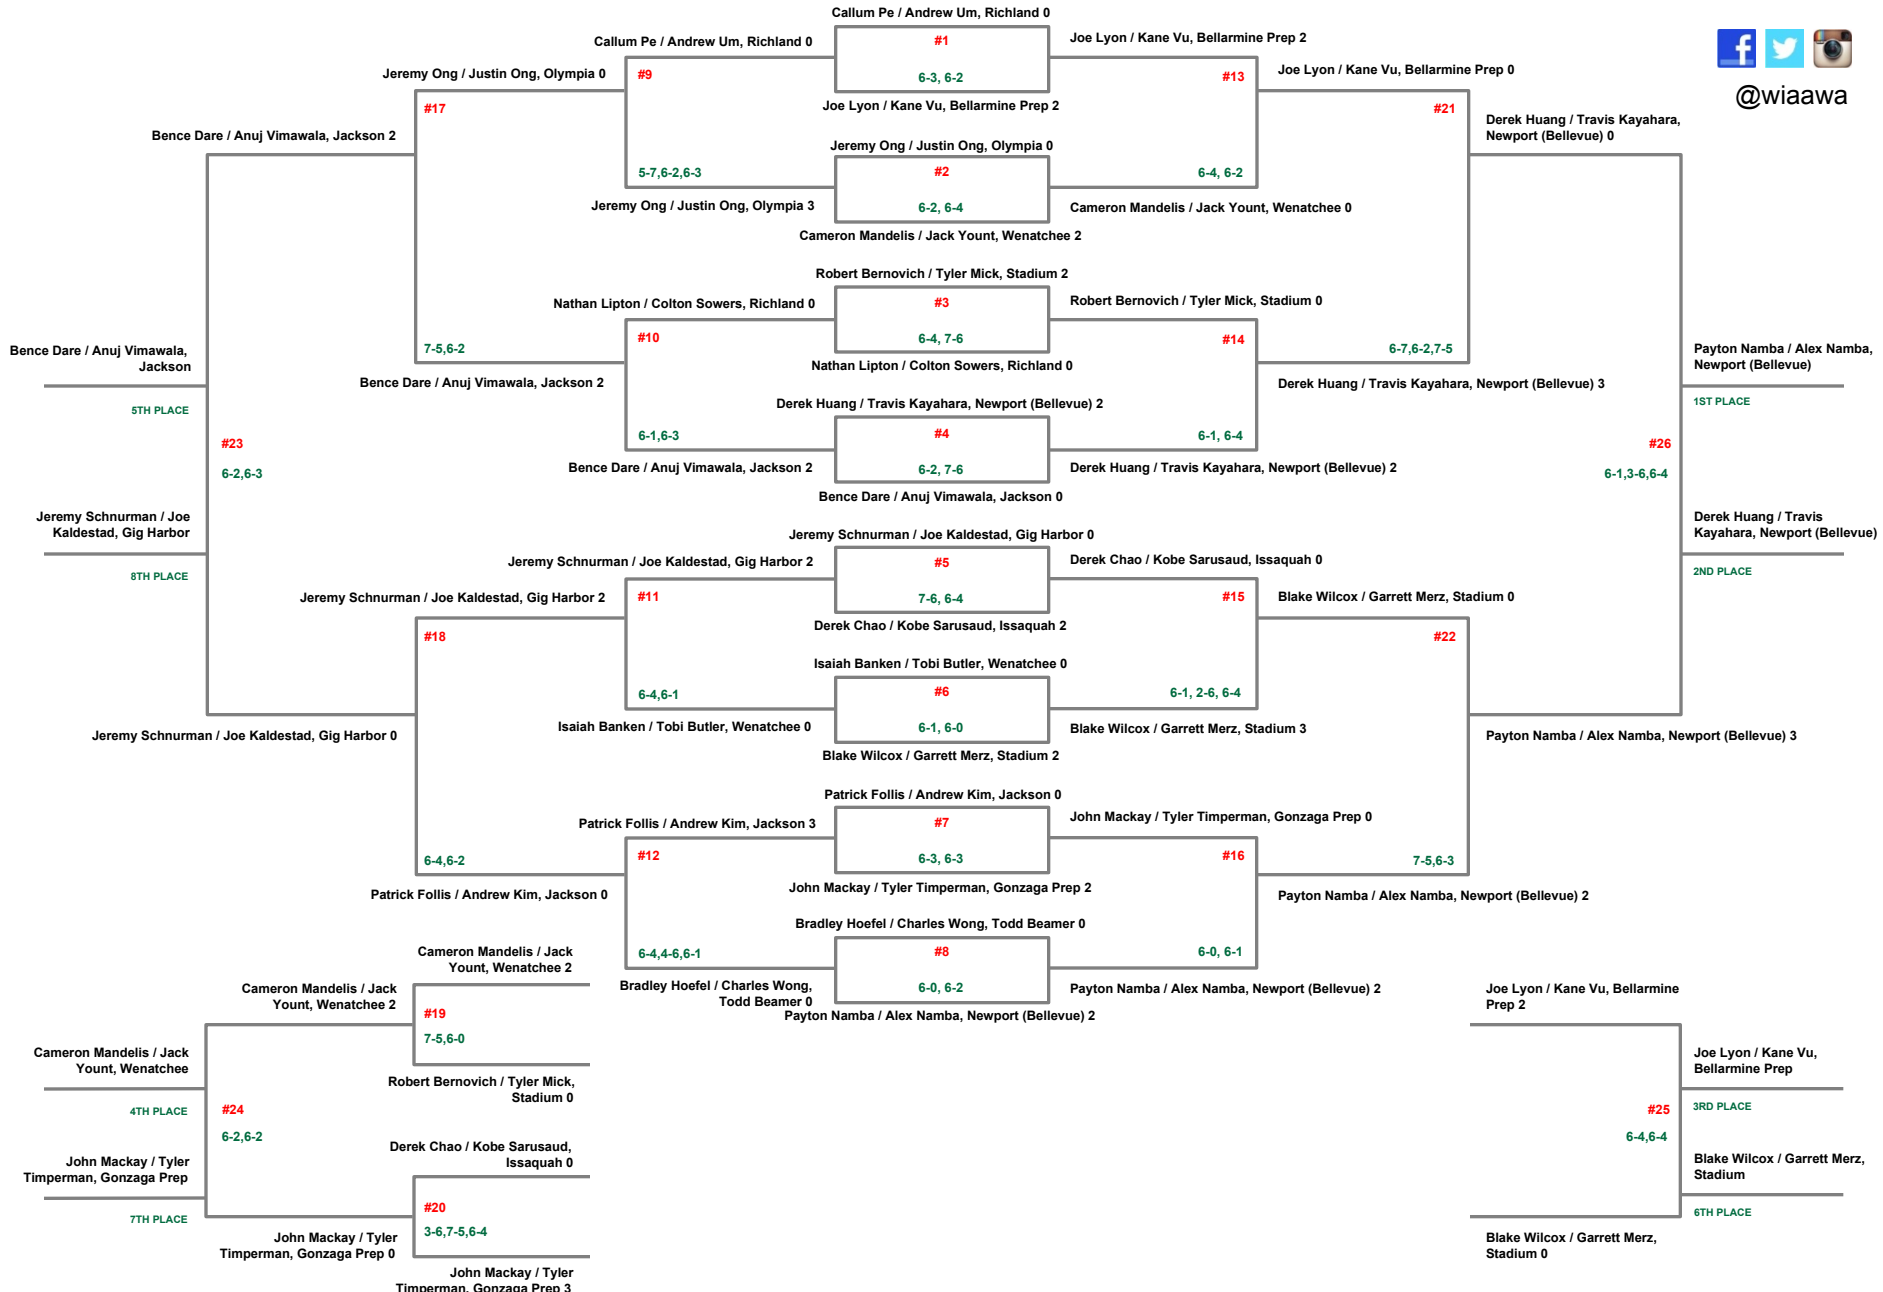 Callum Pe / Andrew Um, Richland 0
Callum Pe / Andrew Um, Richland 0
#1
Joe Lyon / Kane Vu, Bellarmine Prep 2
Jeremy Ong / Justin Ong, Olympia 0
#9
6-3, 6-2
#13
Joe Lyon / Kane Vu, Bellarmine Prep 0
@wiaawa
#17
Joe Lyon / Kane Vu, Bellarmine Prep 2
#21
Derek Huang / Travis Kayahara,
Newport (Bellevue) 0
Bence Dare / Anuj Vimawala, Jackson 2
Jeremy Ong / Justin Ong, Olympia 0
5-7,6-2,6-3
#2
6-4, 6-2
Jeremy Ong / Justin Ong, Olympia 3
6-2, 6-4
Cameron Mandelis / Jack Yount, Wenatchee 0
Cameron Mandelis / Jack Yount, Wenatchee 2
Robert Bernovich / Tyler Mick, Stadium 2
Nathan Lipton / Colton Sowers, Richland 0
#3
Robert Bernovich / Tyler Mick, Stadium 0
#10
6-4, 7-6
#14
7-5,6-2
6-7,6-2,7-5
Bence Dare / Anuj Vimawala,
Jackson
Nathan Lipton / Colton Sowers, Richland 0
Payton Namba / Alex Namba,
Newport (Bellevue)
Bence Dare / Anuj Vimawala, Jackson 2
Derek Huang / Travis Kayahara, Newport (Bellevue) 3
5TH PLACE
Derek Huang / Travis Kayahara, Newport (Bellevue) 2
1ST PLACE
#23
6-1,6-3
#4
6-1, 6-4
#26
6-2,6-3
Bence Dare / Anuj Vimawala, Jackson 2
6-2, 7-6
Derek Huang / Travis Kayahara, Newport (Bellevue) 2
6-1,3-6,6-4
Bence Dare / Anuj Vimawala, Jackson 0
Jeremy Schnurman / Joe
Kaldestad, Gig Harbor
Derek Huang / Travis
Kayahara, Newport (Bellevue)
Jeremy Schnurman / Joe Kaldestad, Gig Harbor 0
Jeremy Schnurman / Joe Kaldestad, Gig Harbor 2
#5
Derek Chao / Kobe Sarusaud, Issaquah 0
8TH PLACE
2ND PLACE
Jeremy Schnurman / Joe Kaldestad, Gig Harbor 2
#11
7-6, 6-4
#15
Blake Wilcox / Garrett Merz, Stadium 0
#18
Derek Chao / Kobe Sarusaud, Issaquah 2
#22
Isaiah Banken / Tobi Butler, Wenatchee 0
6-4,6-1
#6
6-1, 2-6, 6-4
Isaiah Banken / Tobi Butler, Wenatchee 0
6-1, 6-0
Blake Wilcox / Garrett Merz, Stadium 3
Jeremy Schnurman / Joe Kaldestad, Gig Harbor 0
Payton Namba / Alex Namba, Newport (Bellevue) 3
Blake Wilcox / Garrett Merz, Stadium 2
Patrick Follis / Andrew Kim, Jackson 0
Patrick Follis / Andrew Kim, Jackson 3
#7
John Mackay / Tyler Timperman, Gonzaga Prep 0
6-4,6-2
#12
6-3, 6-3
#16
7-5,6-3
John Mackay / Tyler Timperman, Gonzaga Prep 2
Patrick Follis / Andrew Kim, Jackson 0
Payton Namba / Alex Namba, Newport (Bellevue) 2
Bradley Hoefel / Charles Wong, Todd Beamer 0
6-4,4-6,6-1
#8
6-0, 6-1
Cameron Mandelis / Jack
Yount, Wenatchee 2
Bradley Hoefel / Charles Wong,
Todd Beamer 0
6-0, 6-2
Payton Namba / Alex Namba, Newport (Bellevue) 2
Joe Lyon / Kane Vu, Bellarmine
Prep 2
Cameron Mandelis / Jack
Yount, Wenatchee 2
Payton Namba / Alex Namba, Newport (Bellevue) 2
#19
7-5,6-0
Cameron Mandelis / Jack
Yount, Wenatchee
Joe Lyon / Kane Vu,
Bellarmine Prep
Robert Bernovich / Tyler Mick,
Stadium 0
4TH PLACE
#24
6-2,6-2
#25
6-4,6-4
3RD PLACE
Derek Chao / Kobe Sarusaud,
Issaquah 0
John Mackay / Tyler
Timperman, Gonzaga Prep
Blake Wilcox / Garrett Merz,
Stadium
#20
3-6,7-5,6-4
7TH PLACE
6TH PLACE
John Mackay / Tyler
Timperman, Gonzaga Prep 0
Blake Wilcox / Garrett Merz,
Stadium 0
John Mackay / Tyler
Timperman, Gonzaga Prep 3